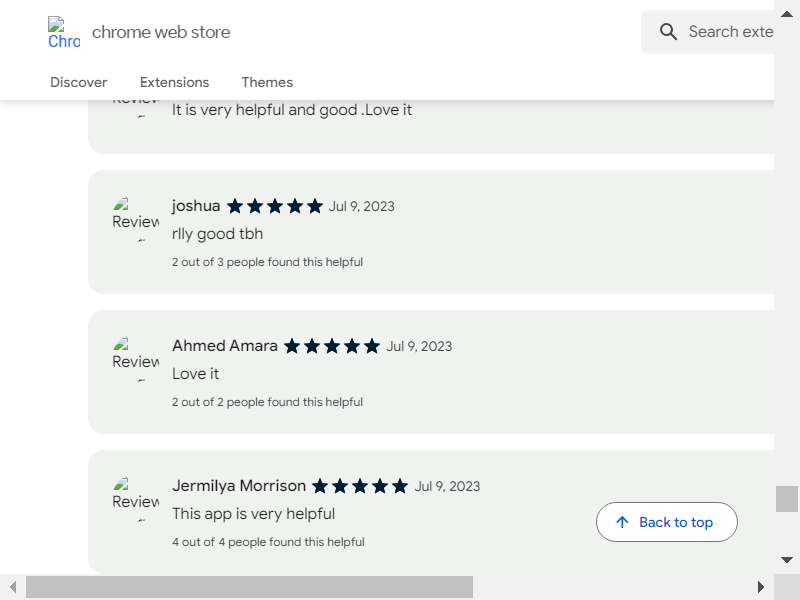 Chro
chrome web store
Search exte
Discover
Extensions
Themes
Review
It is very helpful and good .Love it
Review
joshua
Jul 9, 2023
rlly good tbh
2 out of 3 people found this helpful
Review
Ahmed Amara
Jul 9, 2023
Love it
2 out of 2 people found this helpful
Review
Jermilya Morrison
Jul 9, 2023
This app is very helpful
Back to top
4 out of 4 people found this helpful